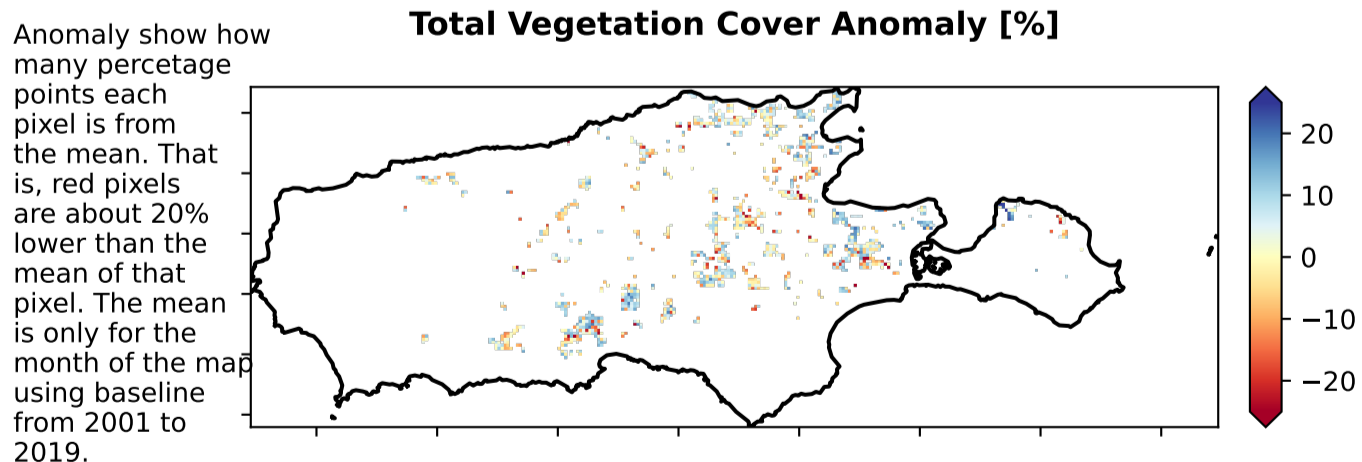 Total Vegetation Cover Anomaly [%]
Anomaly show how
many percetage
points each
pixel is from
the mean. That
is, red pixels
are about 20%
lower than the
mean of that
pixel. The mean
is only for the
month of the map
using baseline
from 2001 to
2019.
20
10
0
−10
−20